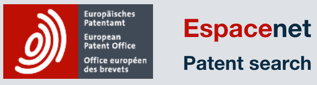 Europäisches
Patentamt
European
Patent Office
Office européen
des brevets
Espacenet
Patent search